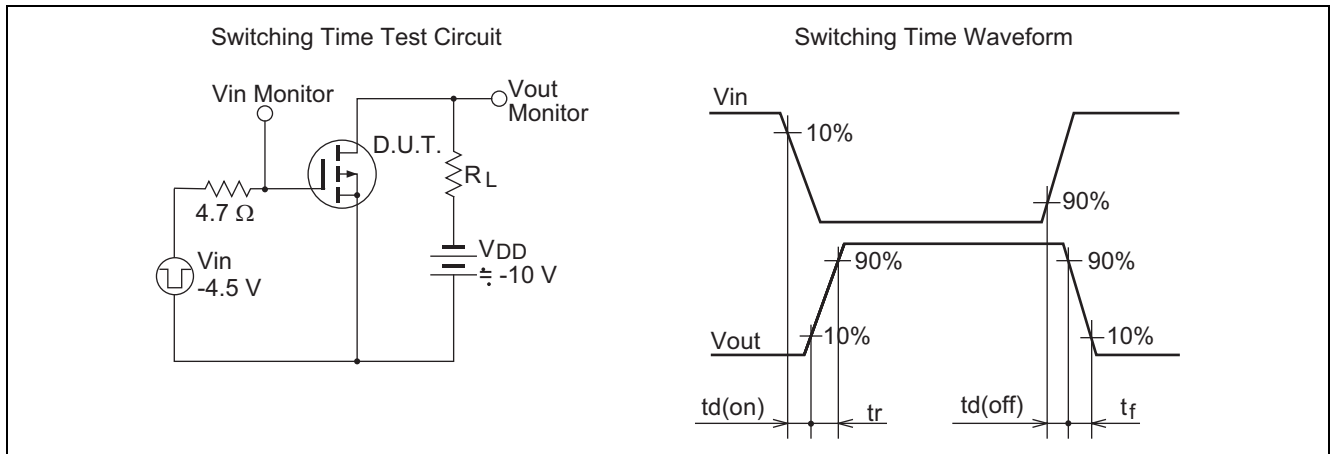 Switching Time Test Circuit
Vin Monitor
Vout
Monitor
D.U.T.
RL
4.7 Ω
Vin
-4.5 V
VDD
≒ -10 V
Switching Time Waveform
Vin
10%
90%
90%
90%
Vout
10%
10%
td(on)
tr
td(off)
tf